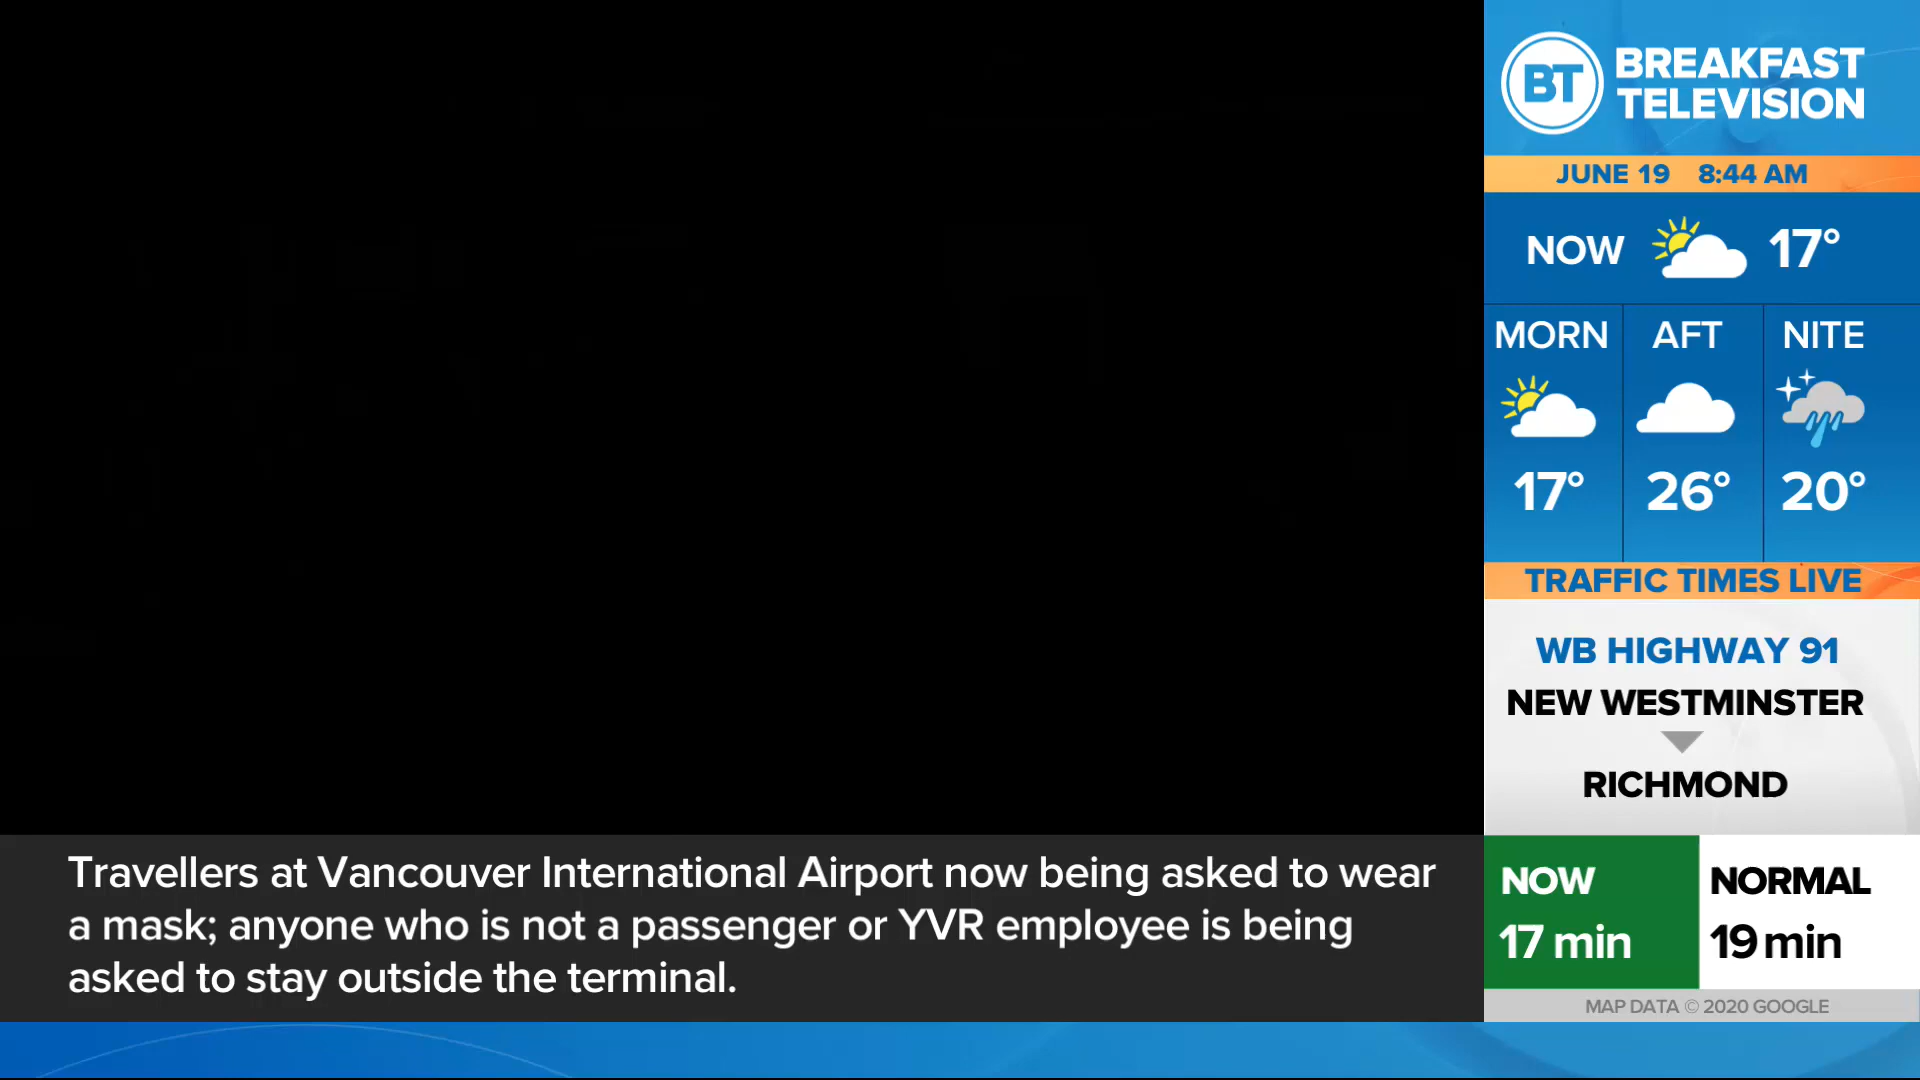 BT BREAKFAST
TELEVISION
JUNE 19 8:44 AM
NOW 17°
MORN AFT NITE
17° 26° 20°
TRAFFIC TIMES LIVE
WB HIGHWAY 91
NEW WESTMINSTER
RICHMOND
NOW NORMAL
17 min 19 min
MAP DATA © 2020 GOOGLE
Travellers at Vancouver International Airport now being asked to wear
a mask; anyone who is not a passenger or YVR employee is being
asked to stay outside the terminal.